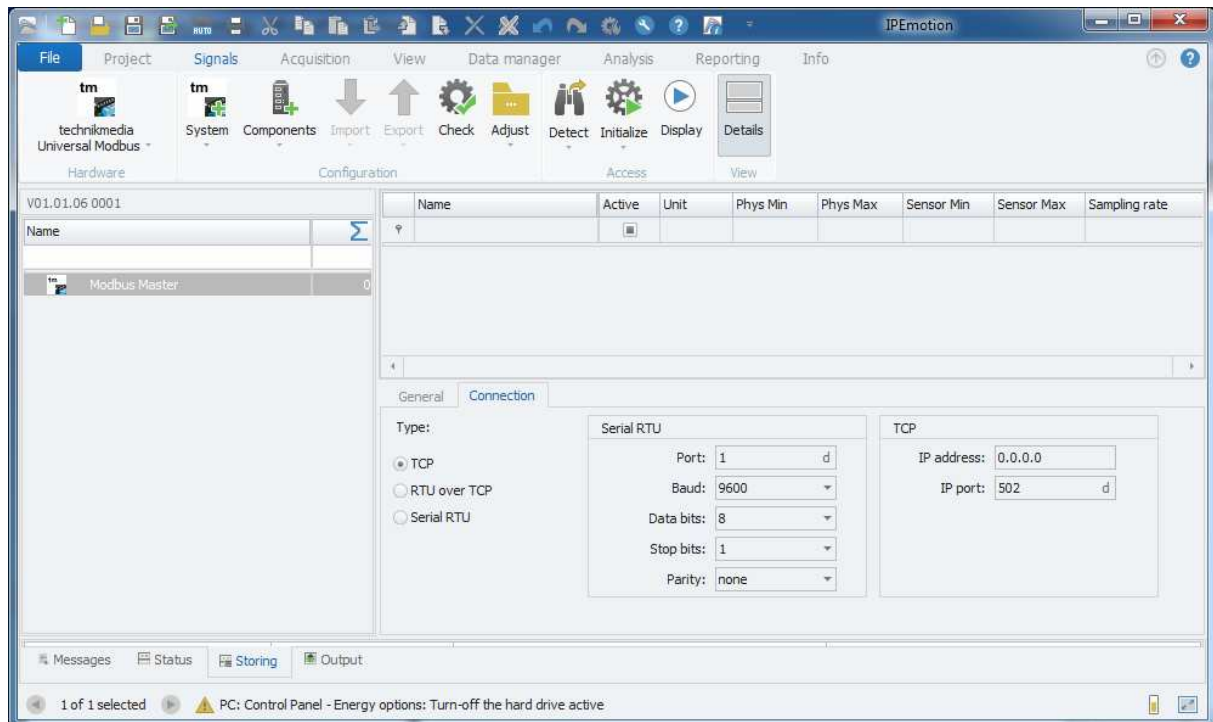 AUTO
IPEmotion
File Project Signals Acquisition View Data manager Analysis Reporting Info
tm
technikmedia
Universal Modbus
tm
System Components Import Export Check Adjust Detect Initialize Display Details
Hardware Configuration Access View
V01.01.06 0001
Name Σ
tm Modbus Master 0
Name Active Unit Phys Min Phys Max Sensor Min Sensor Max Sampling rate
General Connection
Type:
TCP
RTU over TCP
Serial RTU
Serial RTU
Port: 1 d
Baud: 9600
Data bits: 8
Stop bits: 1
Parity: none
TCP
IP address: 0.0.0.0
IP port: 502 d
Messages Status Storing Output
1 of 1 selected PC: Control Panel - Energy options: Turn-off the hard drive active